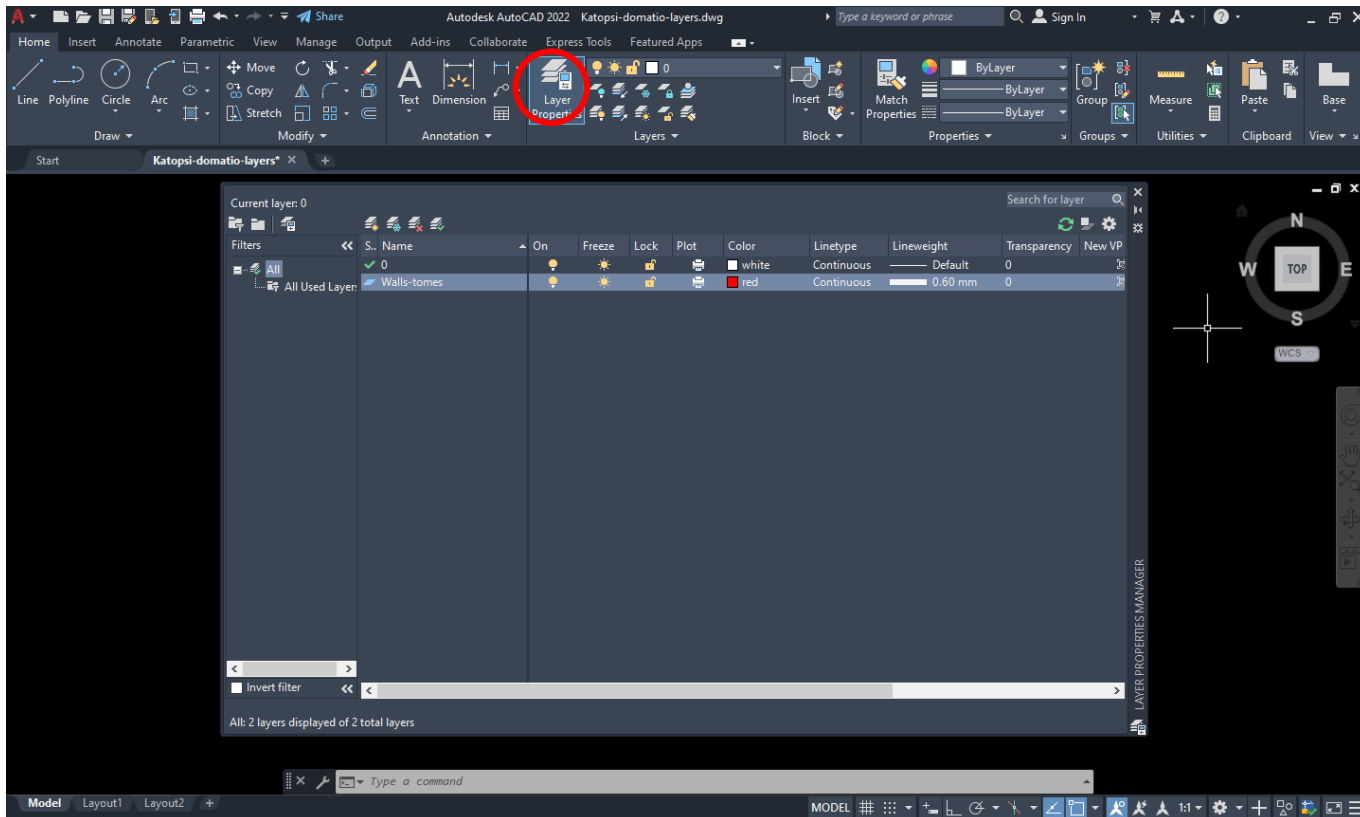 Share Autodesk AutoCAD 2022 Katopsi-domatio-layers.dwg Type a keyword or phrase Sign In
Home Insert Annotate Parametric View Manage Output Add-ins Collaborate Express Tools Featured Apps
Move 0 ByLayer
Copy ByLayer
Line Polyline Circle Arc Stretch Text Dimension Layer Properties Insert Match Properties ByLayer Group Measure Paste Base
Draw Modify Annotation Layers Block Properties Groups Utilities Clipboard View
Start Katopsi-domatio-layers* +
Current layer: 0 Search for layer
Filters S.. Name On Freeze Lock Plot Color Linetype Lineweight Transparency New VP
All 0 white Continuous Default 0
All Used Layer Walls-tomes red Continuous 0.60 mm 0
N
W TOP E
S
WCS
LAYER PROPERTIES MANAGER
Invert filter
All: 2 layers displayed of 2 total layers
Type a command
Model Layout1 Layout2 + MODEL 1:1